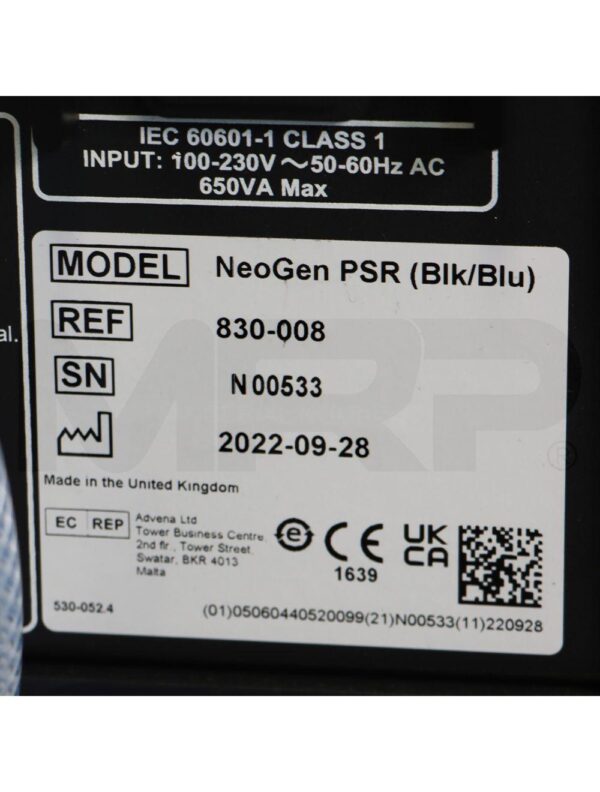 IEC 60601-1 CLASS 1
INPUT: 100-230V ~ 50-60Hz AC
650VA Max
al.
MODEL NeoGen PSR (Blk/Blu)
REF 830-008
SN N00533
2022-09-28
Made in the United Kingdom
EC REP
Advena Ltd
Tower Business Centre,
2nd flr., Tower Street
Swatar, BKR 4013
Malta
e
CE
1639
UK
CA
530-052.4
(01)05060440520099(21)N00533(11)220928
MRP®